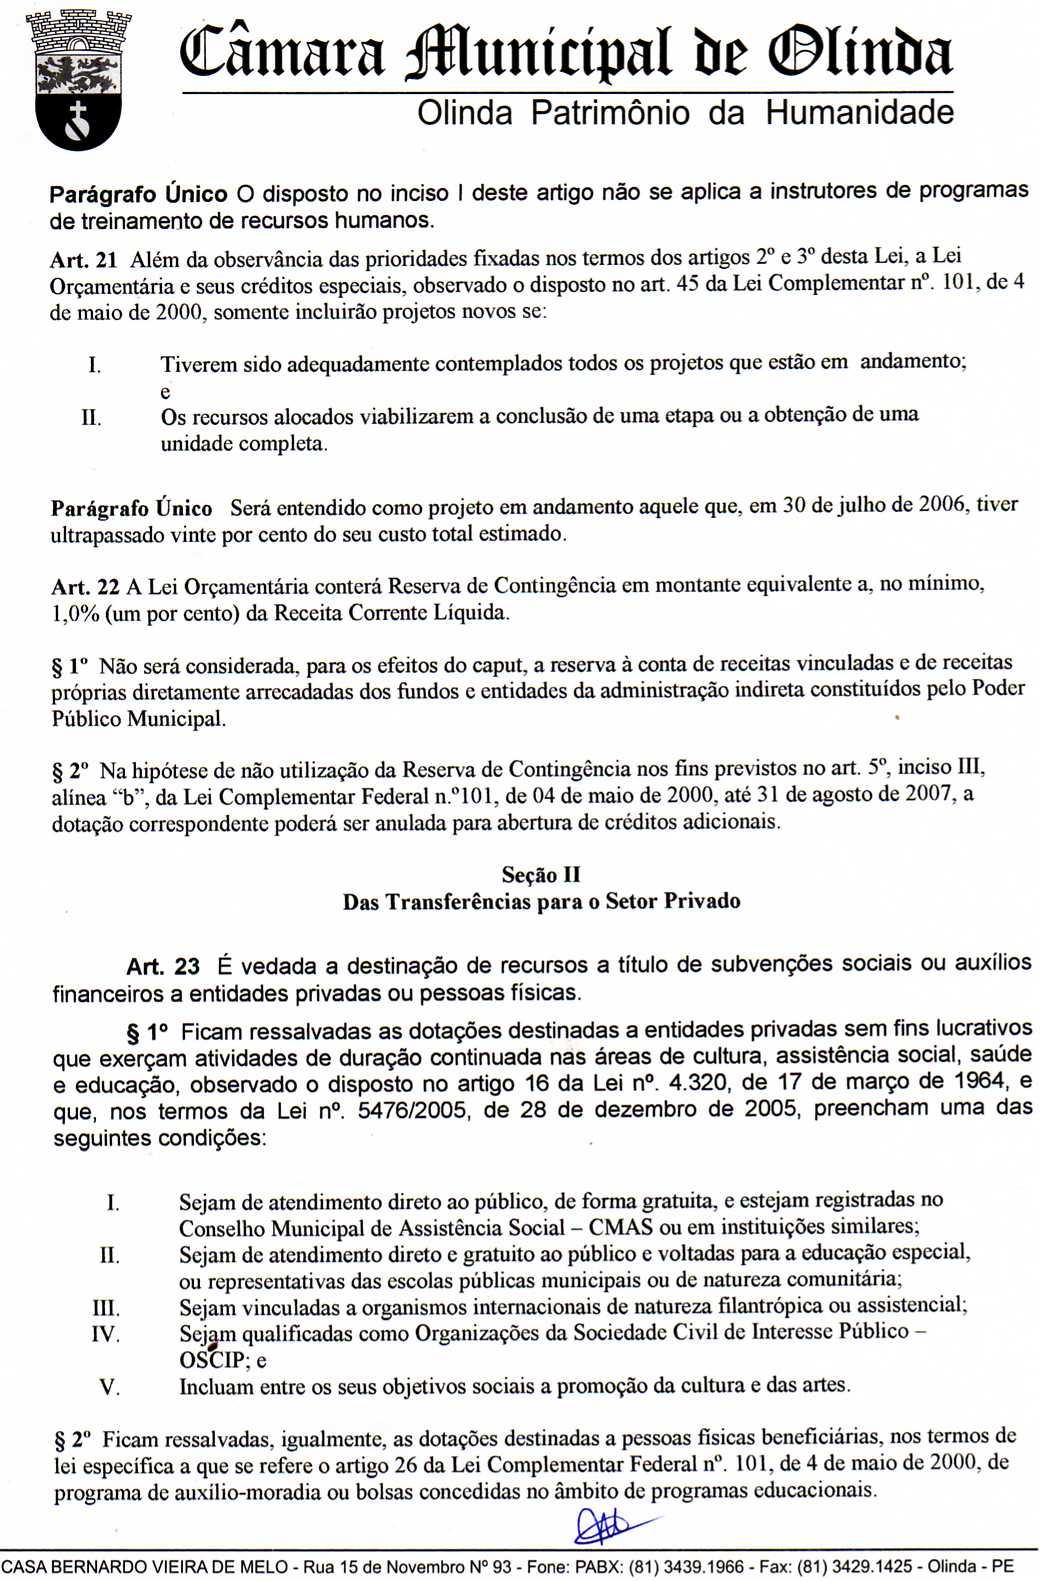 Câmara Municipal de Olinda
Olinda Patrimônio da Humanidade
Parágrafo Único O disposto no inciso I deste artigo não se aplica a instrutores de programas
de treinamento de recursos humanos.
Art. 21 Além da observância das prioridades fixadas nos termos dos artigos 2º e 3º desta Lei, a Lei
Orçamentária e seus créditos especiais, observado o disposto no art. 45 da Lei Complementar nº. 101, de 4
de maio de 2000, somente incluirão projetos novos se:
I. Tiverem sido adequadamente contemplados todos os projetos que estão em andamento;
e
II. Os recursos alocados viabilizarem a conclusão de uma etapa ou a obtenção de uma
unidade completa.
Parágrafo Único Será entendido como projeto em andamento aquele que, em 30 de julho de 2006, tiver
ultrapassado vinte por cento do seu custo total estimado.
Art. 22 A Lei Orçamentária conterá Reserva de Contingência em montante equivalente a, no mínimo,
1,0% (um por cento) da Receita Corrente Líquida.
§ 1º Não será considerada, para os efeitos do caput, a reserva à conta de receitas vinculadas e de receitas
próprias diretamente arrecadadas dos fundos e entidades da administração indireta constituídos pelo Poder
Público Municipal.
§ 2º Na hipótese de não utilização da Reserva de Contingência nos fins previstos no art. 5º, inciso III,
alínea “b”, da Lei Complementar Federal n.º101, de 04 de maio de 2000, até 31 de agosto de 2007, a
dotação correspondente poderá ser anulada para abertura de créditos adicionais.
Seção II
Das Transferências para o Setor Privado
Art. 23 É vedada a destinação de recursos a título de subvenções sociais ou auxílios
financeiros a entidades privadas ou pessoas físicas.
§ 1º Ficam ressalvadas as dotações destinadas a entidades privadas sem fins lucrativos
que exerçam atividades de duração continuada nas áreas de cultura, assistência social, saúde
e educação, observado o disposto no artigo 16 da Lei nº. 4.320, de 17 de março de 1964, e
que, nos termos da Lei nº. 5476/2005, de 28 de dezembro de 2005, preencham uma das
seguintes condições:
I. Sejam de atendimento direto ao público, de forma gratuita, e estejam registradas no
Conselho Municipal de Assistência Social – CMAS ou em instituições similares;
II. Sejam de atendimento direto e gratuito ao público e voltadas para a educação especial,
ou representativas das escolas públicas municipais ou de natureza comunitária;
III. Sejam vinculadas a organismos internacionais de natureza filantrópica ou assistencial;
IV. Sejam qualificadas como Organizações da Sociedade Civil de Interesse Público –
OSCIP; e
V. Incluam entre os seus objetivos sociais a promoção da cultura e das artes.
§ 2º Ficam ressalvadas, igualmente, as dotações destinadas a pessoas físicas beneficiárias, nos termos de
lei específica a que se refere o artigo 26 da Lei Complementar Federal nº. 101, de 4 de maio de 2000, de
programa de auxílio-moradia ou bolsas concedidas no âmbito de programas educacionais.
CASA BERNARDO VIEIRA DE MELO - Rua 15 de Novembro Nº 93 - Fone: PABX: (81) 3439.1966 - Fax: (81) 3429.1425 - Olinda - PE